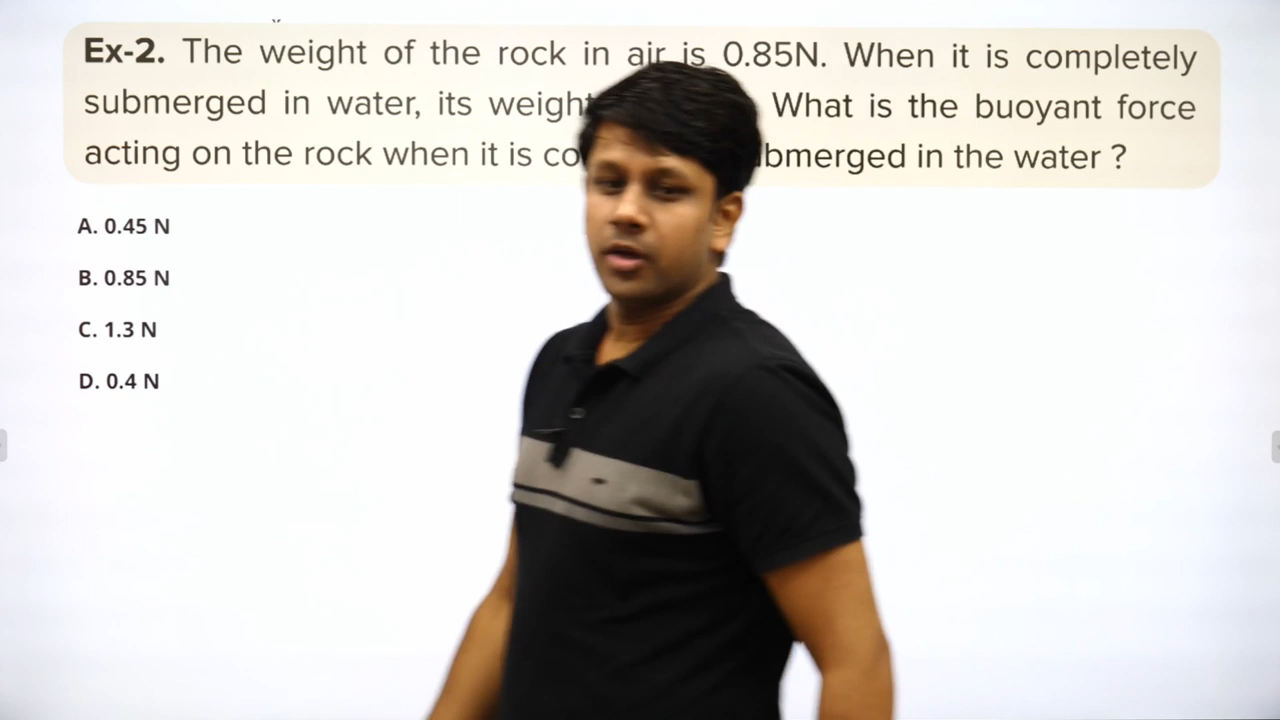 Ex-2. The weight of the rock in air is 0.85N. When it is completely
submerged in water, its weight What is the buoyant force
acting on the rock when it is bmerged in the water ?
A. 0.45 N
B. 0.85 N
C. 1.3 N
D. 0.4 N